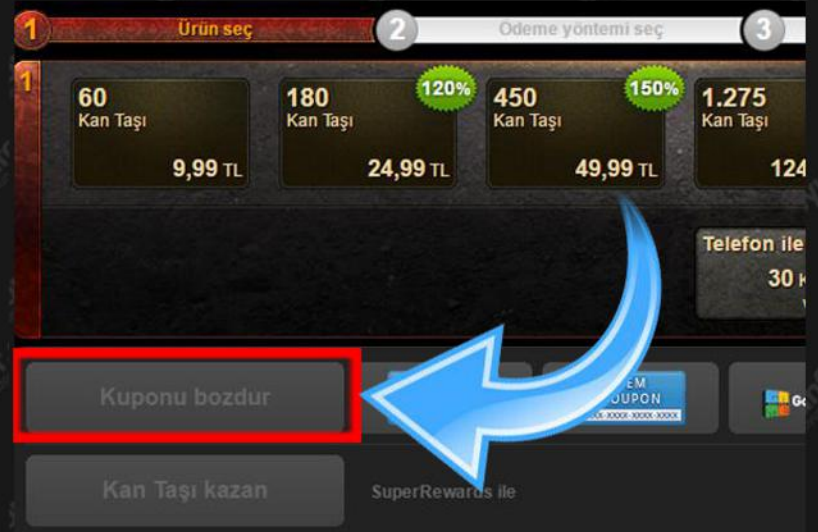 1 Ürün seç 2 Ödeme yöntemi seç 3
1
60
Kan Taşı
9,99 TL
180
Kan Taşı
120%
24,99 TL
450
Kan Taşı
150%
49,99 TL
1.275
Kan Taşı
124
Telefon ile
30
Kuponu bozdur
COUPON
Kan Taşı kazan
SuperRewards ile